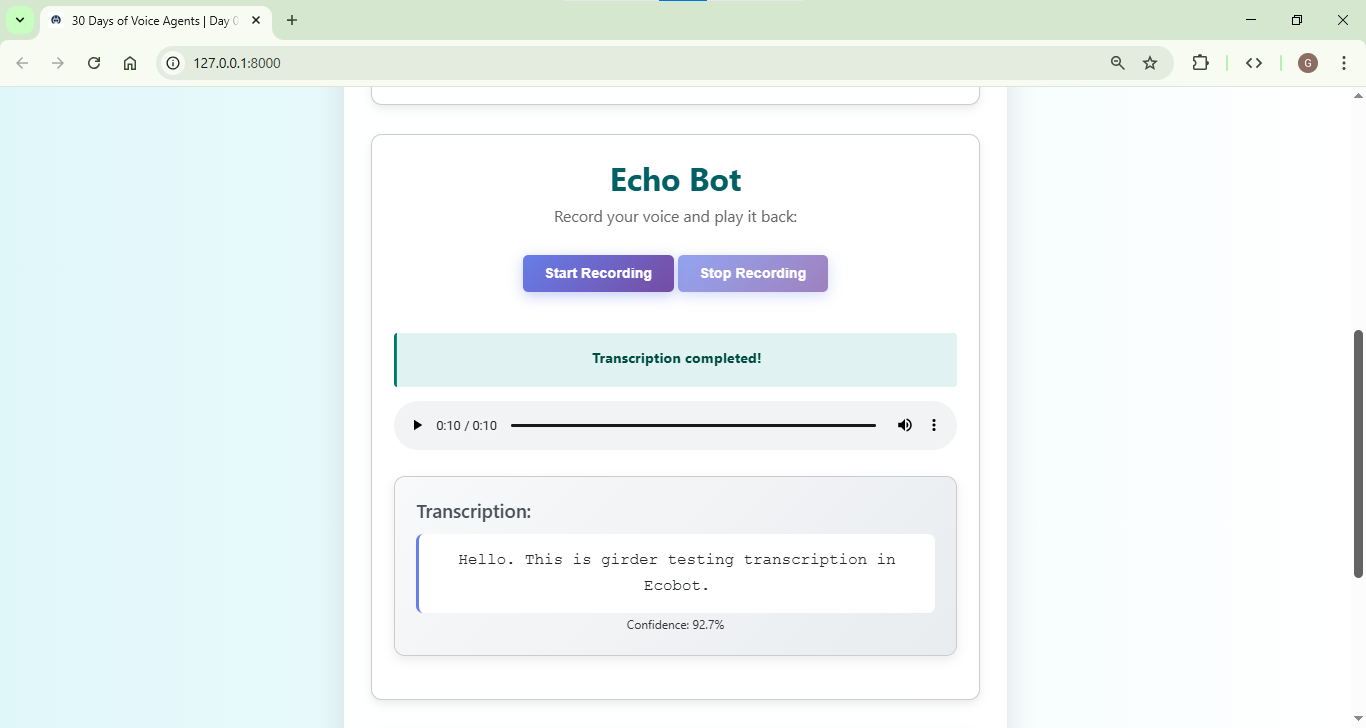 30 Days of Voice Agents | Day 0
127.0.0.1:8000
G
Echo Bot
Record your voice and play it back:
Start Recording Stop Recording
Transcription completed!
0:10 / 0:10
Transcription:
Hello. This is girder testing transcription in
Ecobot.
Confidence: 92.7%